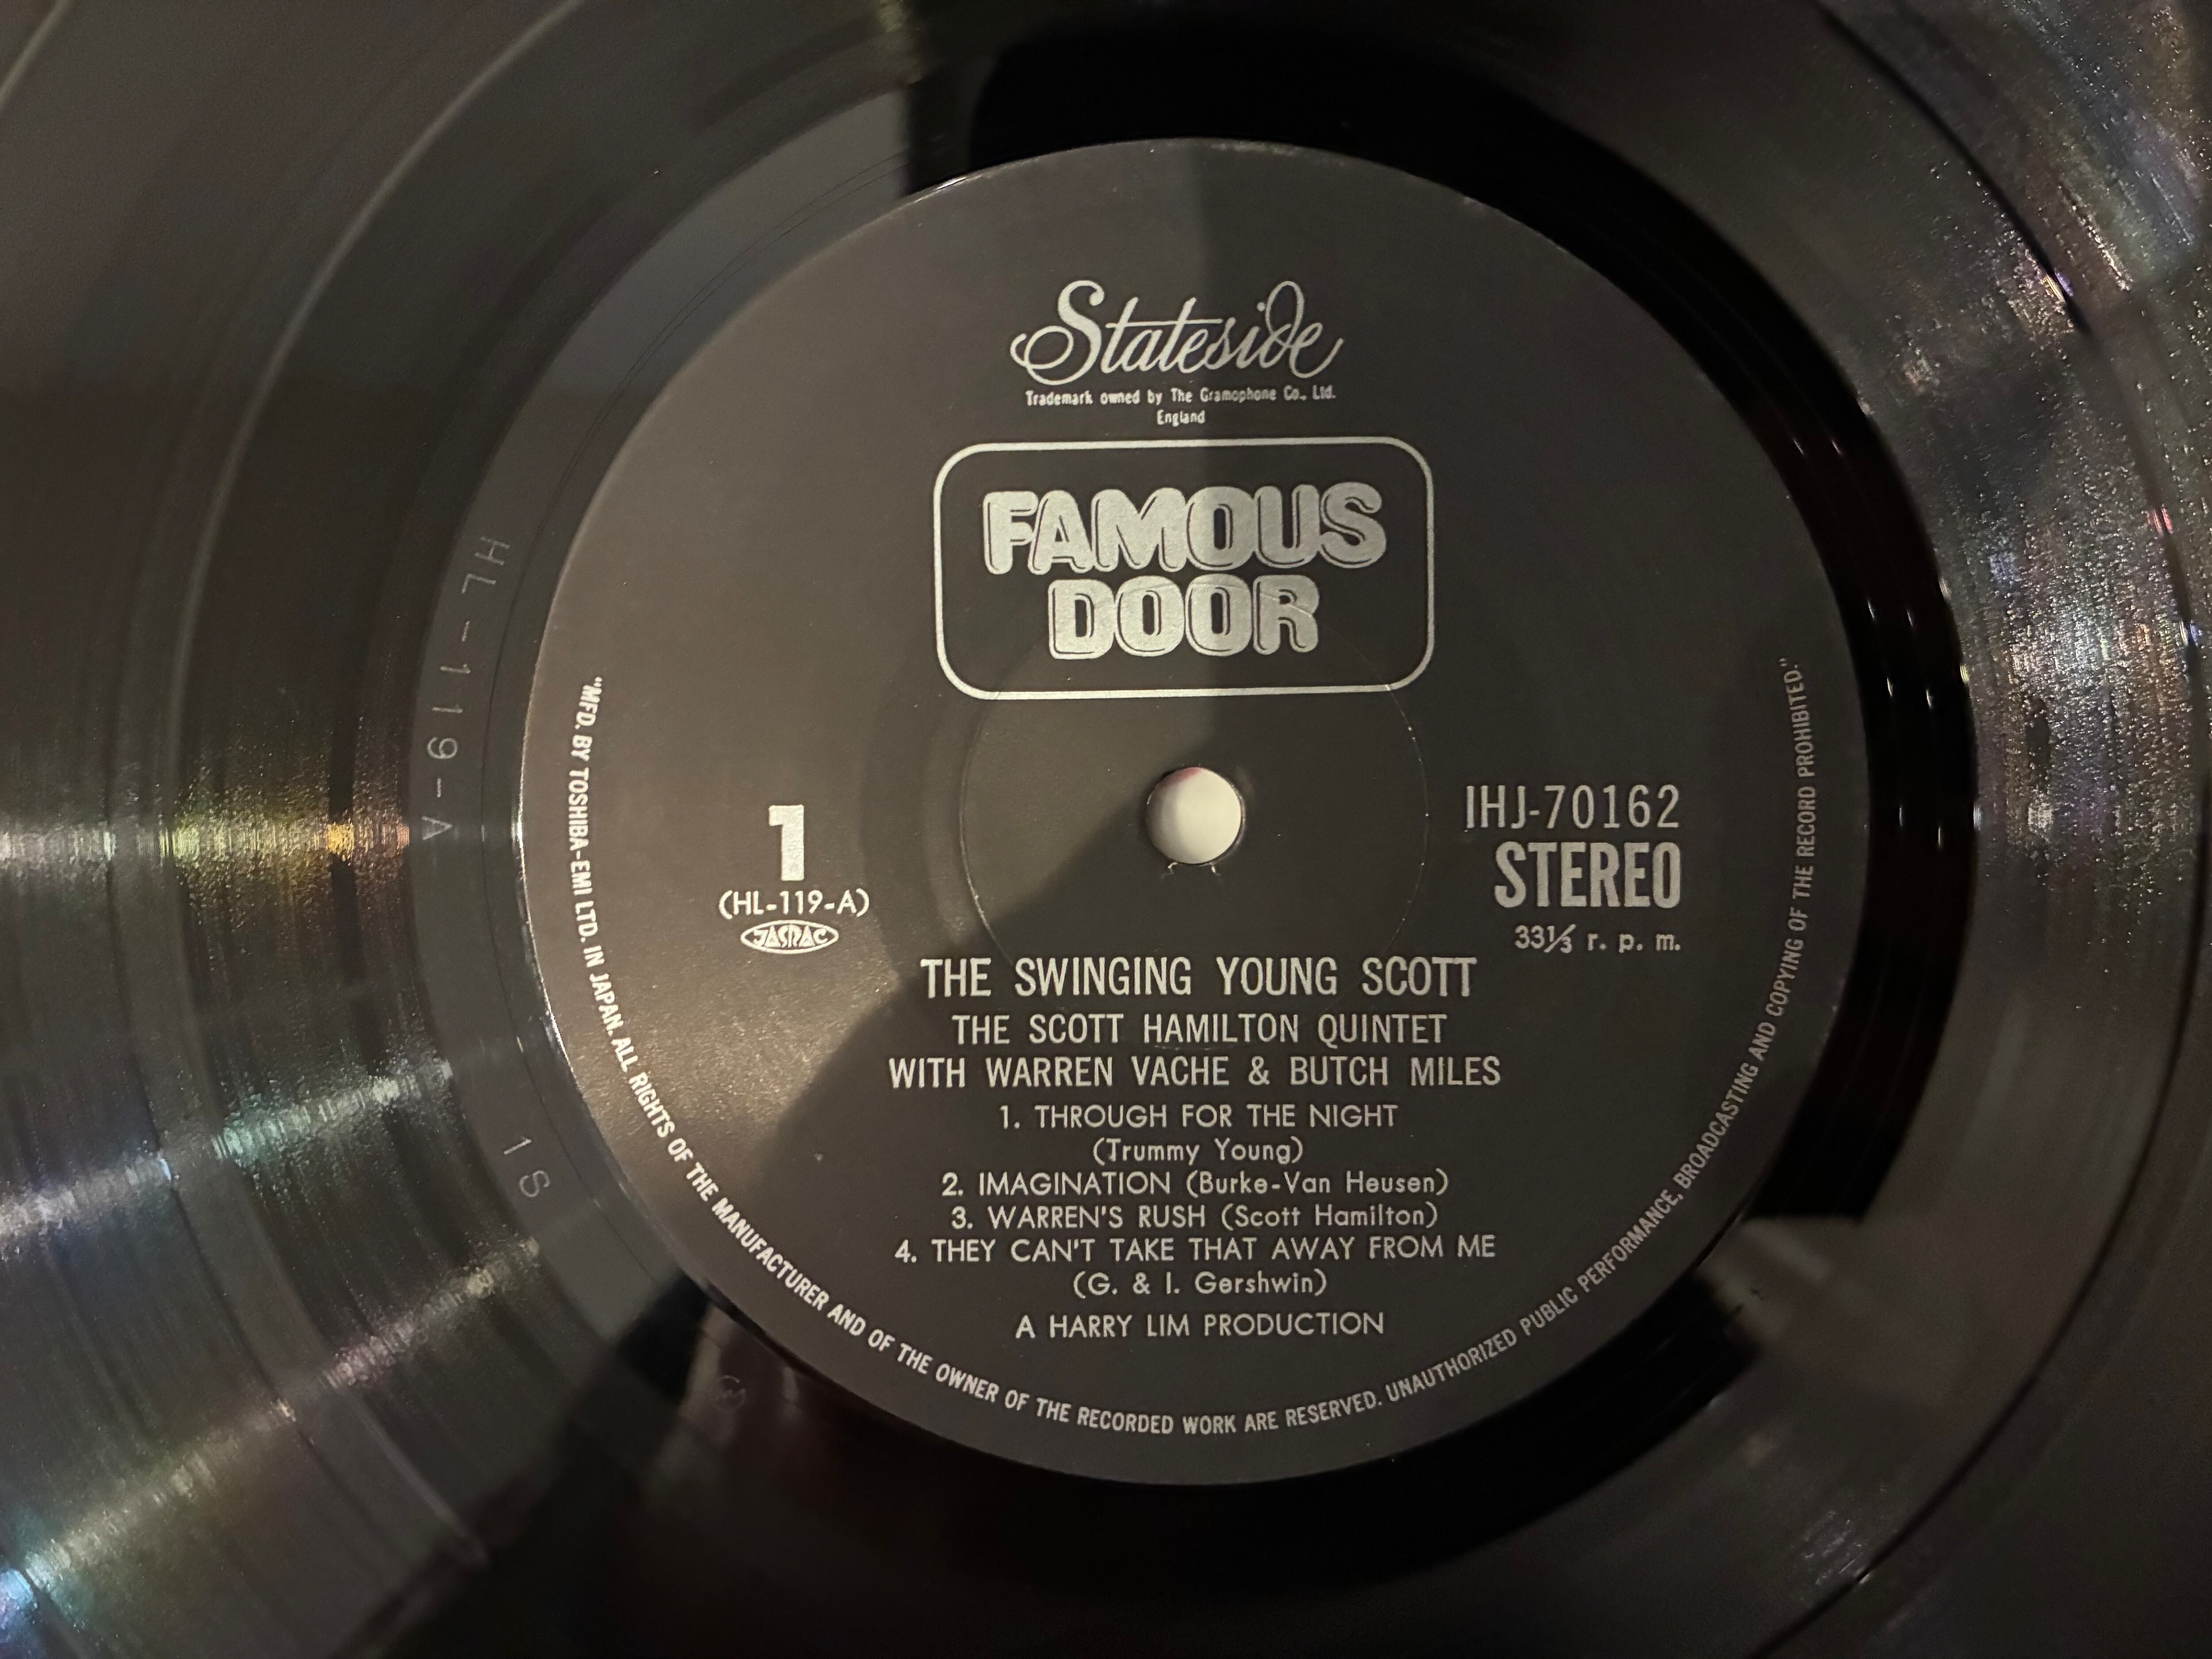 Stateside
Trademark owned by The Gramophone Co., Ltd.
England
FAMOUS
DOOR
1
(HL-119-A)
JASRAC
IHJ-70162
STEREO
33⅓ r. p. m.
THE SWINGING YOUNG SCOTT
THE SCOTT HAMILTON QUINTET
WITH WARREN VACHE & BUTCH MILES
1. THROUGH FOR THE NIGHT
(Trummy Young)
2. IMAGINATION (Burke-Van Heusen)
3. WARREN'S RUSH (Scott Hamilton)
4. THEY CAN'T TAKE THAT AWAY FROM ME
(G. & I. Gershwin)
A HARRY LIM PRODUCTION
"MFD. BY TOSHIBA-EMI LTD. IN JAPAN. ALL RIGHTS OF THE MANUFACTURER AND OF THE OWNER OF THE RECORDED WORK ARE RESERVED. UNAUTHORIZED PUBLIC PERFORMANCE, BROADCASTING AND COPYING OF THE RECORD PROHIBITED."
HL-119-A
1S